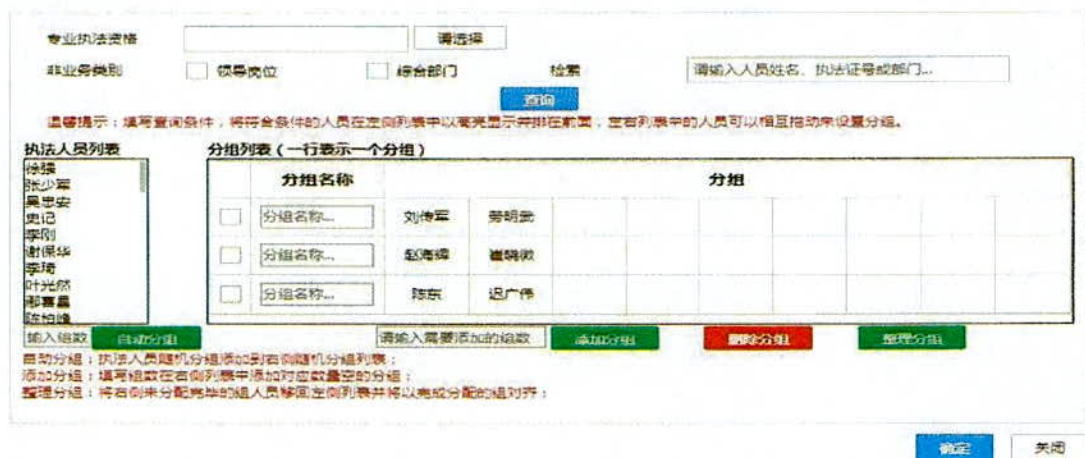 专业执法资格 请选择
非业务类别 领导岗位 综合部门 检索 请输入人员姓名、执法证号或部门...
查询
温馨提示：填写查询条件，将符合条件的人员在左侧列表中以高亮显示并排在前面，左右列表中的人员可以相互拖动来设置分组。
执法人员列表 分组列表（一行表示一个分组）
徐强
张少军
吴忠安
史记
李刚
谢保华
李琦
叶光然
陈柏峰
分组名称 分组
分组名称... 刘传军 劳明武
分组名称... 赵海峰 崔晓微
分组名称... 陈东 迟广伟
输入组数 自动分组 请输入需要添加的组数 添加分组 删除分组 整理分组
自动分组：执法人员随机分组添加到右侧随机分组列表；
添加分组：填写组数在右侧列表中添加对应数量空的分组；
整理分组：将右侧未分配完毕的组人员移回左侧列表并将以完成分配的组对齐；
确定 关闭